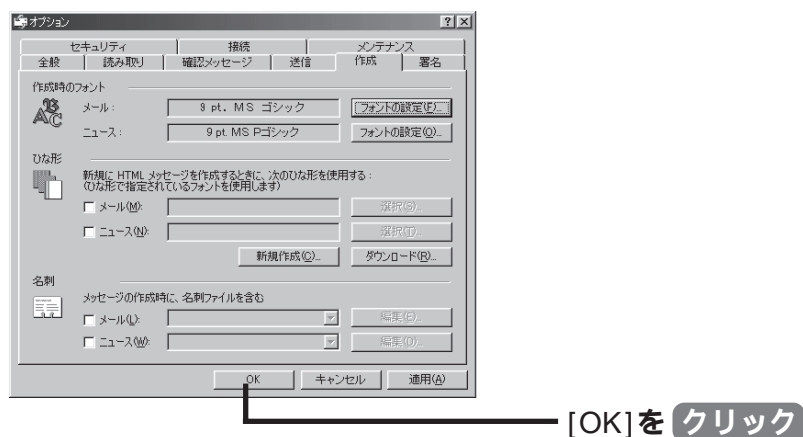 オプション
セキュリティ 接続 メンテナンス
全般 読み取り 確認メッセージ 送信 作成 署名
作成時のフォント
メール： 9 pt. MS ゴシック フォントの設定(F)...
ニュース： 9 pt. MS Pゴシック フォントの設定(O)...
ひな形
新規に HTML メッセージを作成するときに、次のひな形を使用する：
(ひな形で指定されているフォントを使用します)
メール(M): 選択(S)...
ニュース(N): 選択(T)...
新規作成(C)... ダウンロード(R)...
名刺
メッセージの作成時に、名刺ファイルを含む
メール(L): 編集(E)...
ニュース(W): 編集(D)...
OK キャンセル 適用(A)
[OK]を クリック